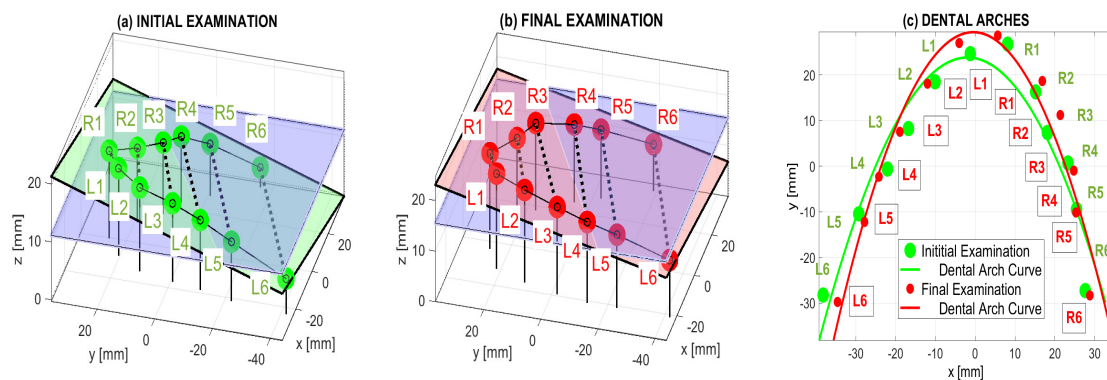 (a) INITIAL EXAMINATION
R1
R2
R3
R4
R5
R6
L1
L2
L3
L4
L5
L6
z [mm]
20
10
0
y [mm]
20
0
-20
-40
x [mm]
20
0
-20
(b) FINAL EXAMINATION
R1
R2
R3
R4
R5
R6
L1
L2
L3
L4
L5
L6
z [mm]
20
10
0
y [mm]
20
0
-20
-40
x [mm]
20
0
-20
(c) DENTAL ARCHES
L1
L2
L3
L4
L5
L6
R1
R2
R3
R4
R5
R6
L1
L2
L3
L4
L5
L6
R1
R2
R3
R4
R5
R6
y [mm]
30
20
10
0
-10
-20
-30
Initiitial Examination
Dental Arch Curve
Final Examination
Dental Arch Curve
-30
-20
-10
0
10
20
30
x [mm]